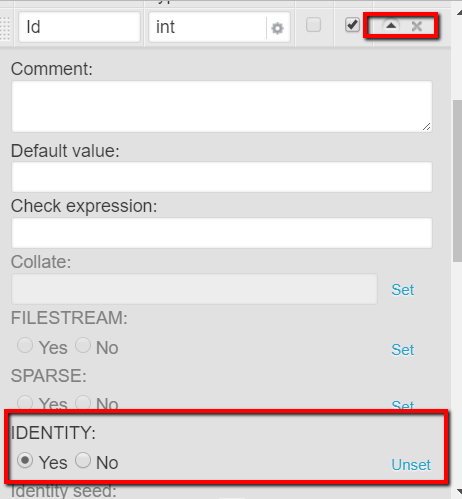 Id int
Comment:
Default value:
Check expression:
Collate:
Set
FILESTREAM:
Yes No Set
SPARSE:
Yes No Set
IDENTITY:
Yes No Unset
Identity seed: